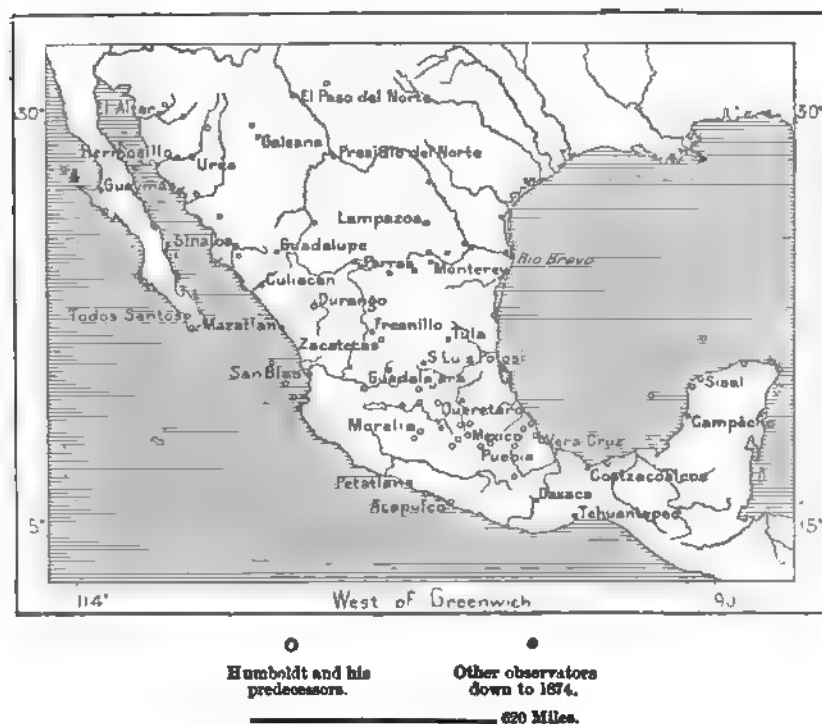 30°
30°
El Altar
El Paso del Norte
Galeana
Hermosillo
Ures
Presidio del Norte
Guaymas
Lampazos
Sinaloa
Guadalupe
Rio Bravo
Parras
Monterey
Culiacan
Durango
Todos Santos
Mazatlan
Fresnillo
Tula
Zacatecas
S Luis Potosi
San Blas
Guadalajara
Sisal
Queretaro
Campeche
Morelia
Mexico
Vera Cruz
Puebla
Petatlan
Coatzacoalcos
Acapulco
Oaxaca
Tehuantepec
5°
15°
114°
West of Greenwich
90
Humboldt and his
predecessors.
Other observators
down to 1874.
620 Miles.